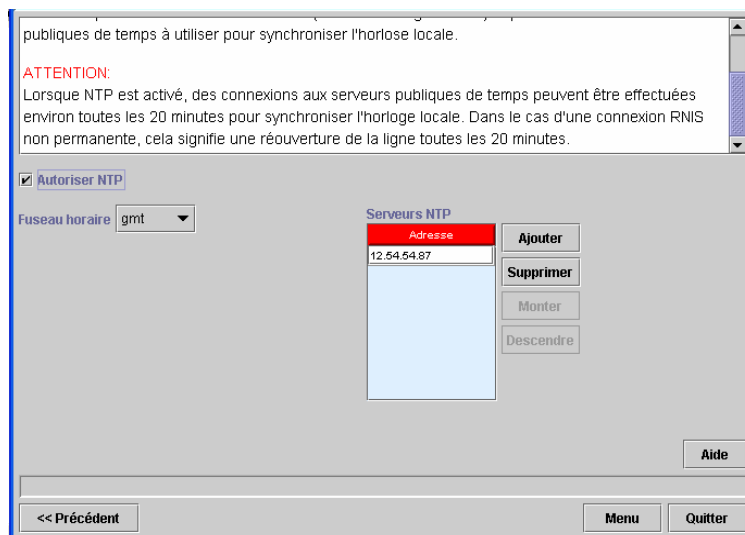 publiques de temps à utiliser pour synchroniser l'horlose locale.
ATTENTION:
Lorsque NTP est activé, des connexions aux serveurs publiques de temps peuvent être effectuées
environ toutes les 20 minutes pour synchroniser l'horloge locale. Dans le cas d'une connexion RNIS
non permanente, cela signifie une réouverture de la ligne toutes les 20 minutes.
Autoriser NTP
Fuseau horaire gmt
Serveurs NTP
Adresse
12.54.54.87
Ajouter
Supprimer
Monter
Descendre
Aide
<< Précédent
Menu
Quitter